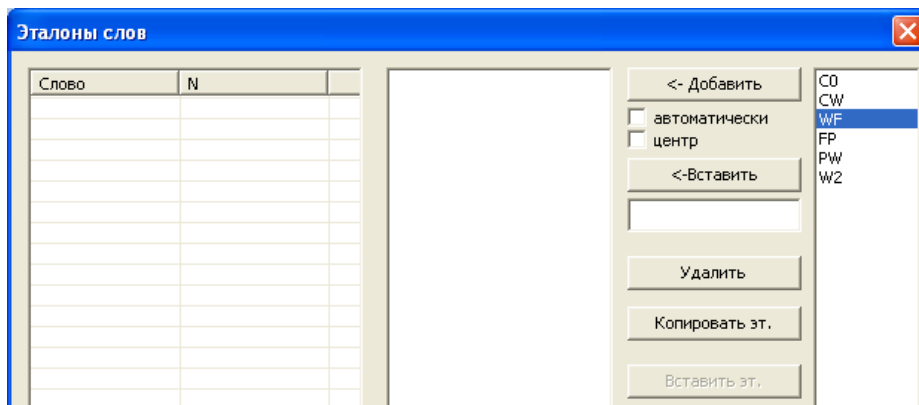 Эталоны слов
Слово N
<- Добавить
автоматически
центр
<-Вставить
Удалить
Копировать эт.
Вставить эт.
C0
CW
WF
FP
PW
W2